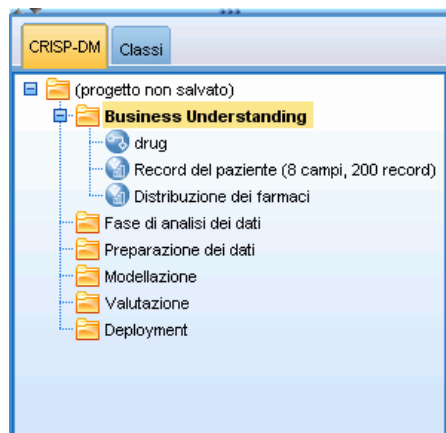 CRISP-DM Classi
(progetto non salvato)
Business Understanding
drug
Record del paziente (8 campi, 200 record)
Distribuzione dei farmaci
Fase di analisi dei dati
Preparazione dei dati
Modellazione
Valutazione
Deployment